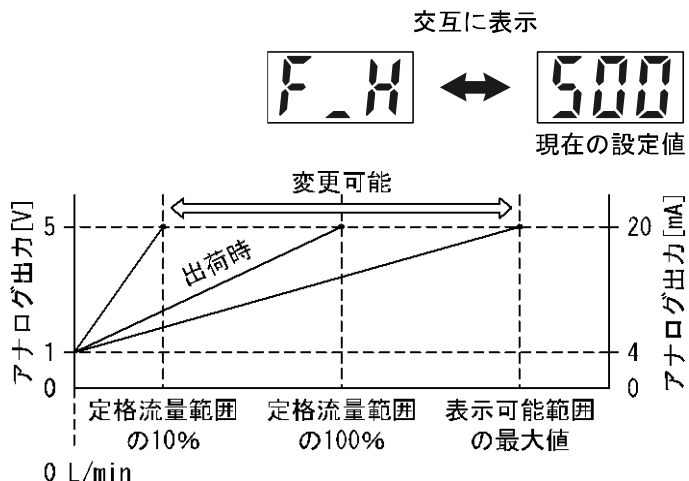 交互に表示
F_H
500
現在の設定値
変更可能
アナログ出力[V]
5
1
0
出荷時
20
4
0
アナログ出力[mA]
定格流量範囲
の10%
定格流量範囲
の100%
表示可能範囲
の最大値
0 L/min